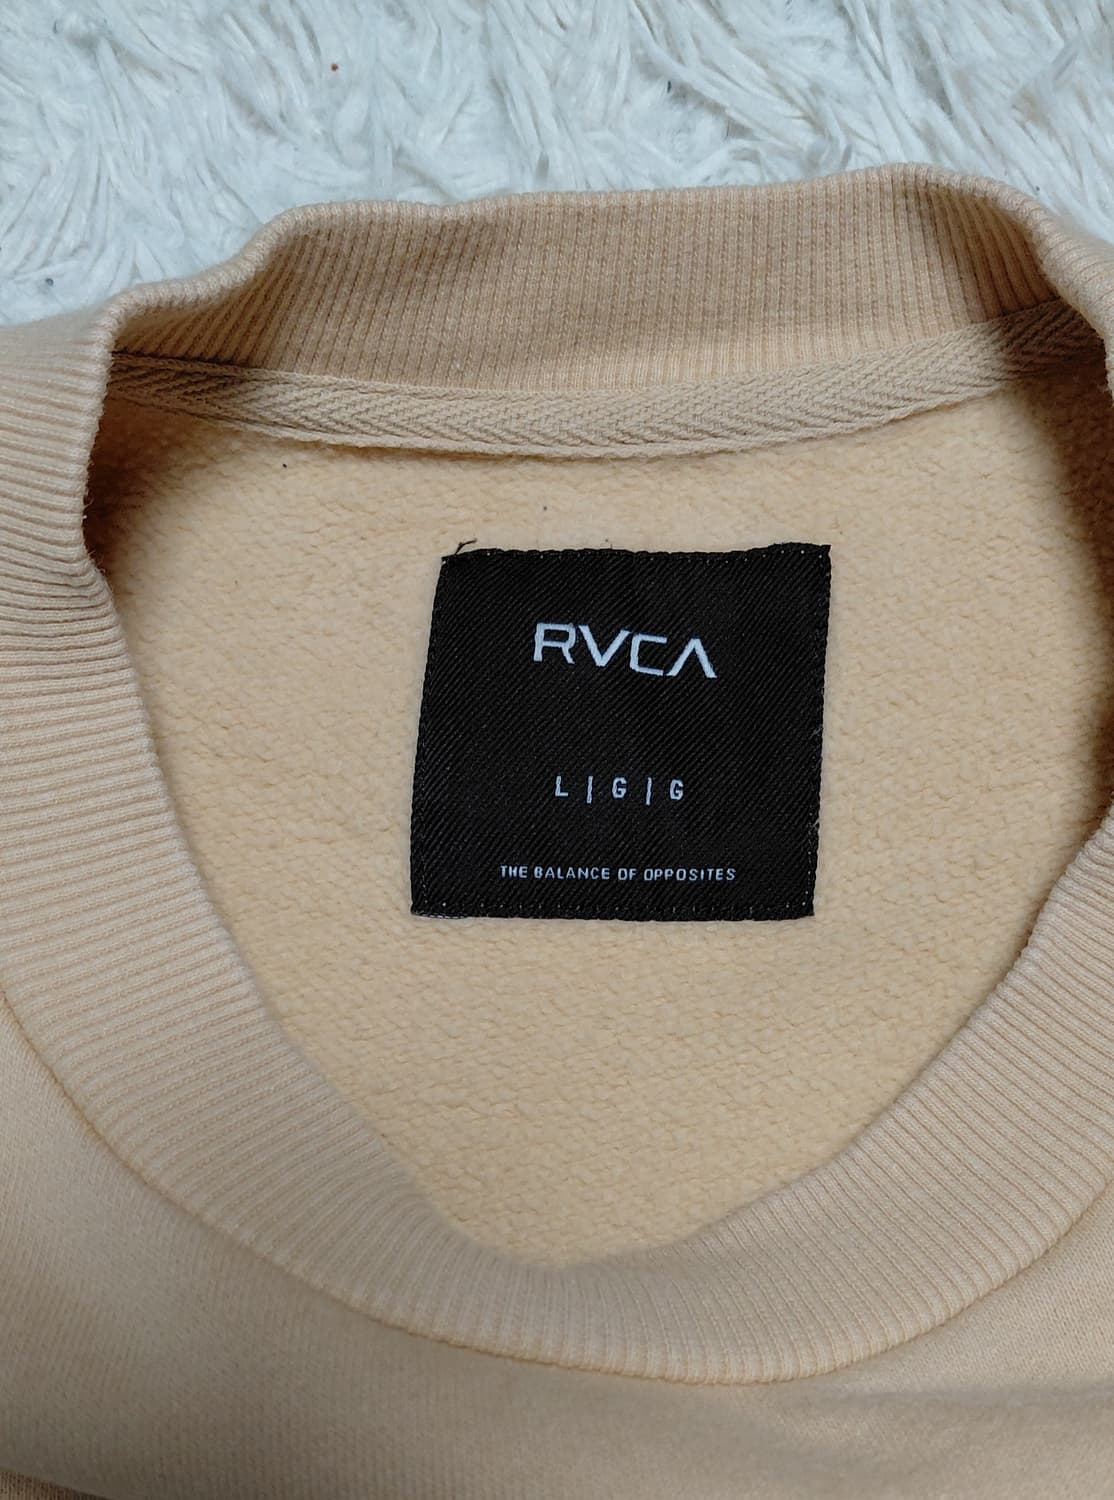 RVCA
L | G | G
THE BALANCE OF OPPOSITES